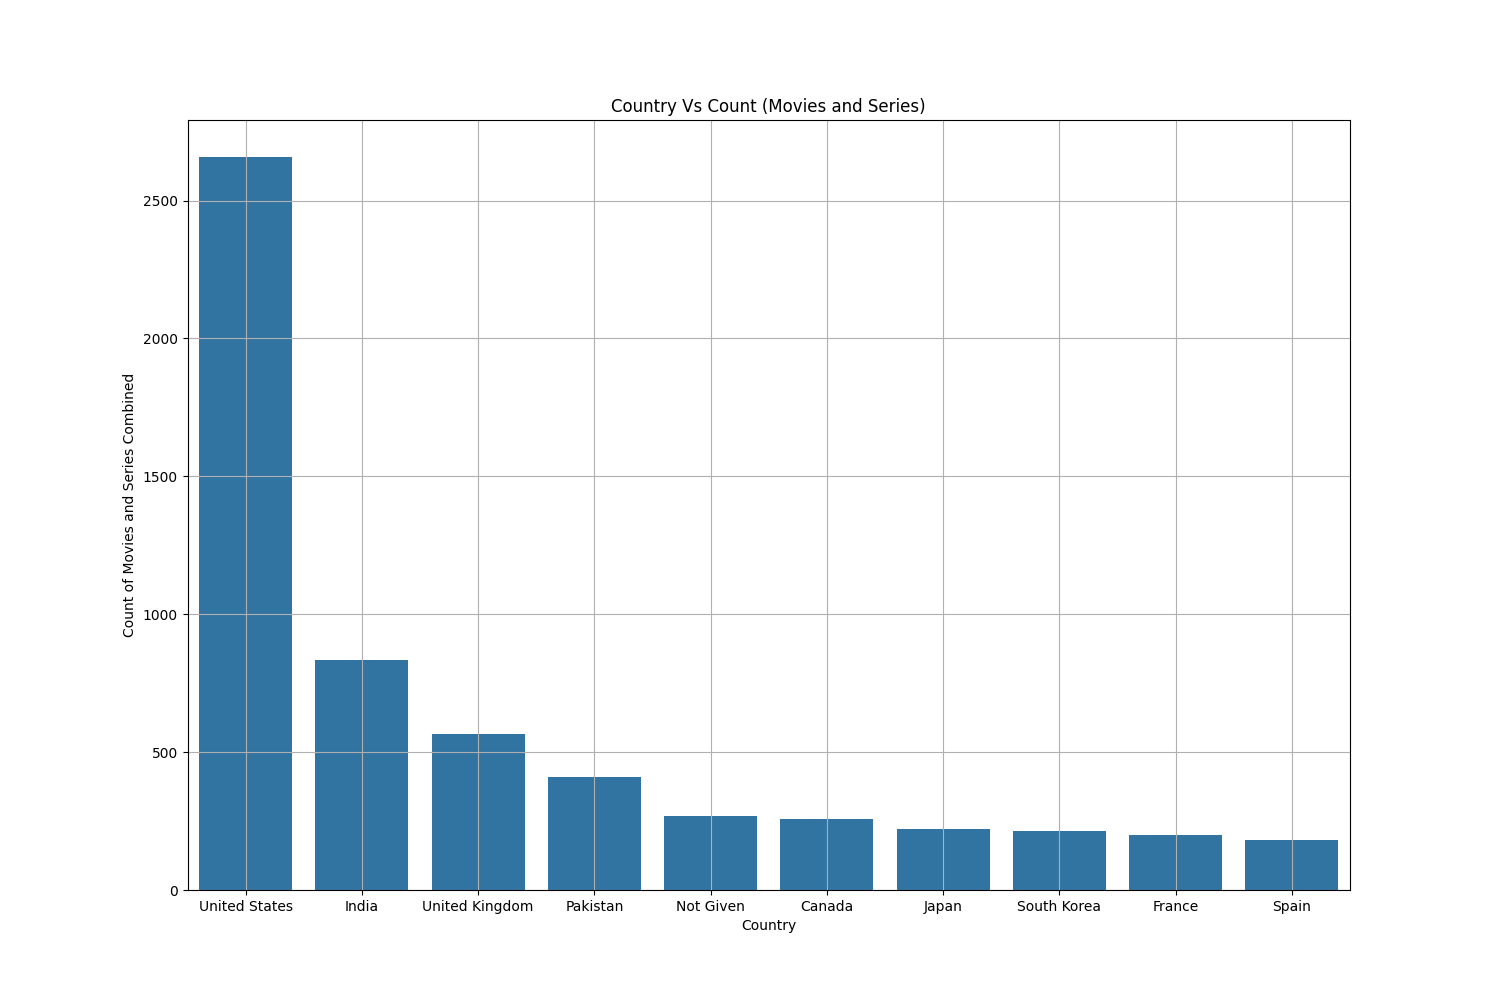 Country Vs Count (Movies and Series)
2500
2000
1500
1000
500
0
Count of Movies and Series Combined
United States India United Kingdom Pakistan Not Given Canada Japan South Korea France Spain
Country